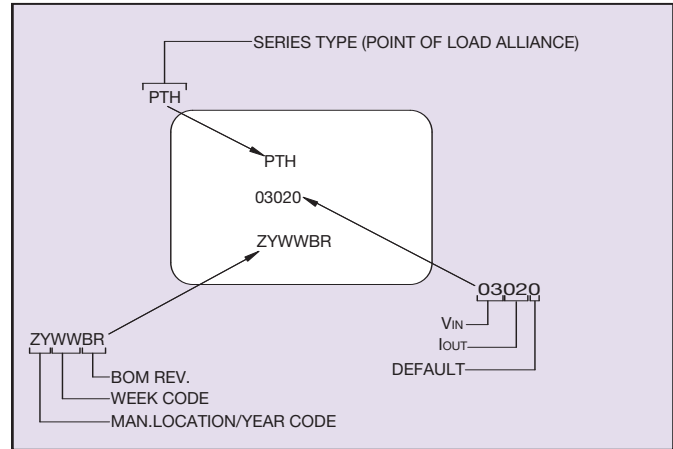 SERIES TYPE (POINT OF LOAD ALLIANCE)
PTH
PTH
03020
ZYWWBR
03020
VIN
IOUT
DEFAULT
ZYWWBR
BOM REV.
WEEK CODE
MAN.LOCATION/YEAR CODE